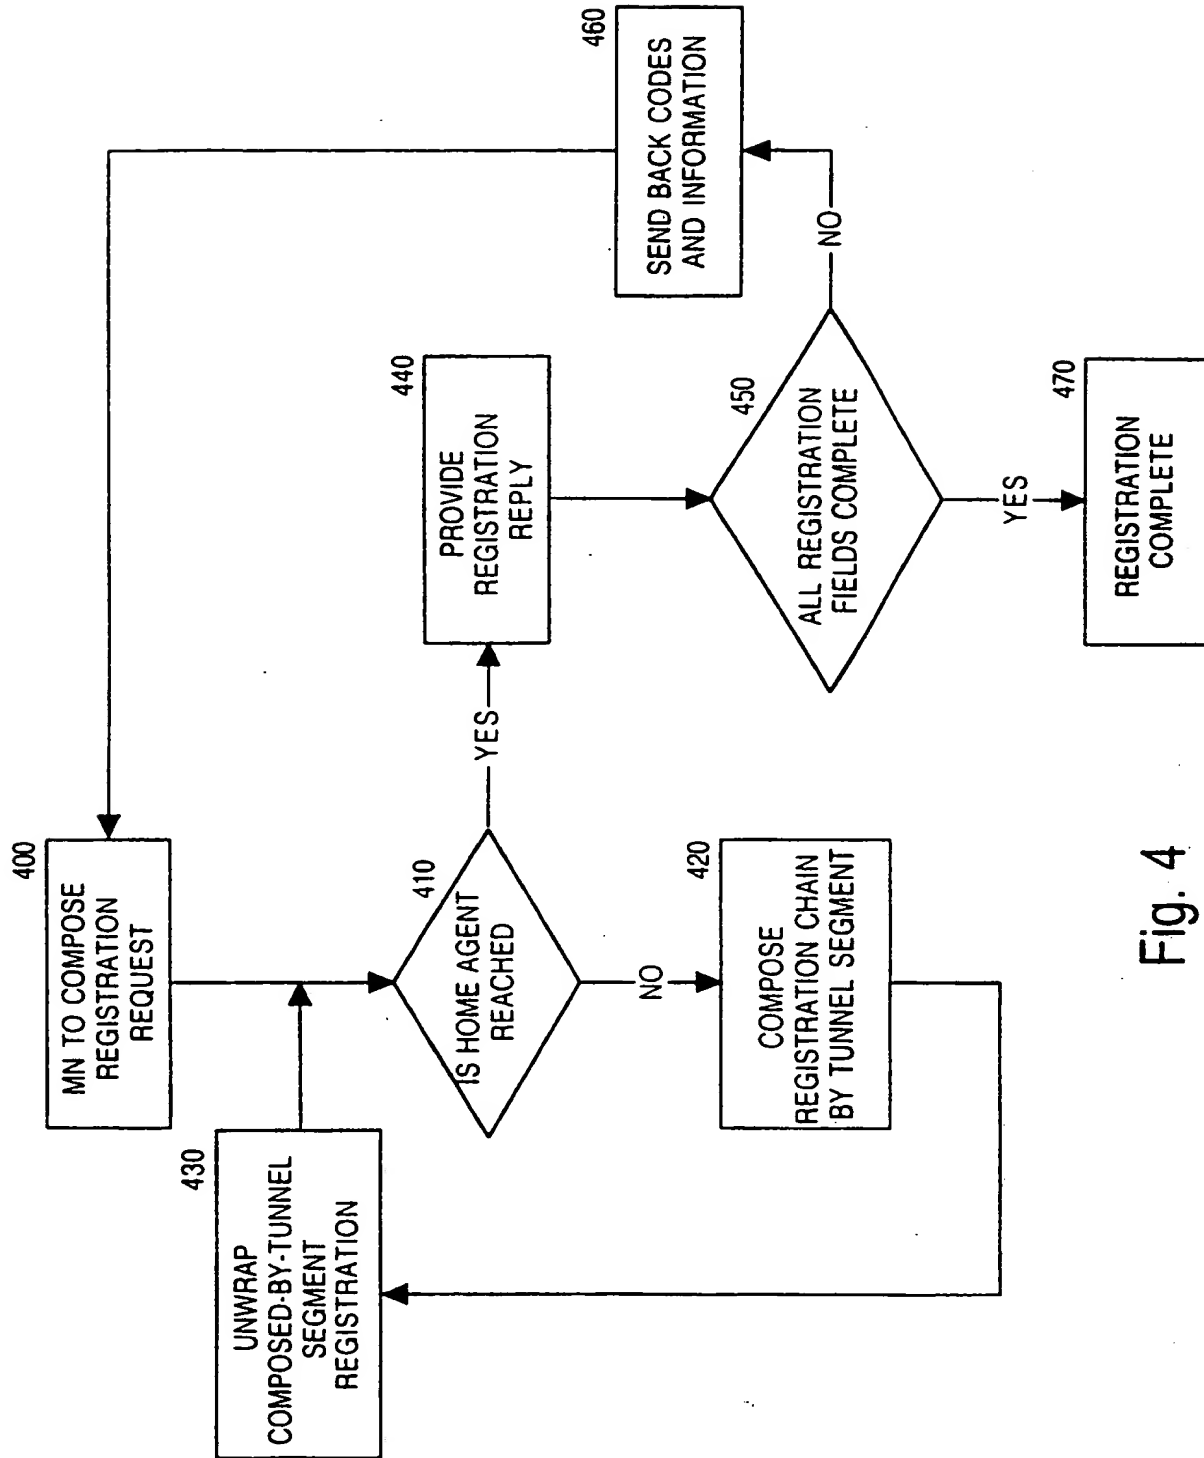 400
MN TO COMPOSE
REGISTRATION
REQUEST
430
UNWRAP
COMPOSED-BY-TUNNEL
SEGMENT
REGISTRATION
410
IS HOME AGENT
REACHED
YES
NO
420
COMPOSE
REGISTRATION CHAIN
BY TUNNEL SEGMENT
440
PROVIDE
REGISTRATION
REPLY
450
ALL REGISTRATION
FIELDS COMPLETE
NO
YES
460
SEND BACK CODES
AND INFORMATION
470
REGISTRATION
COMPLETE
Fig. 4